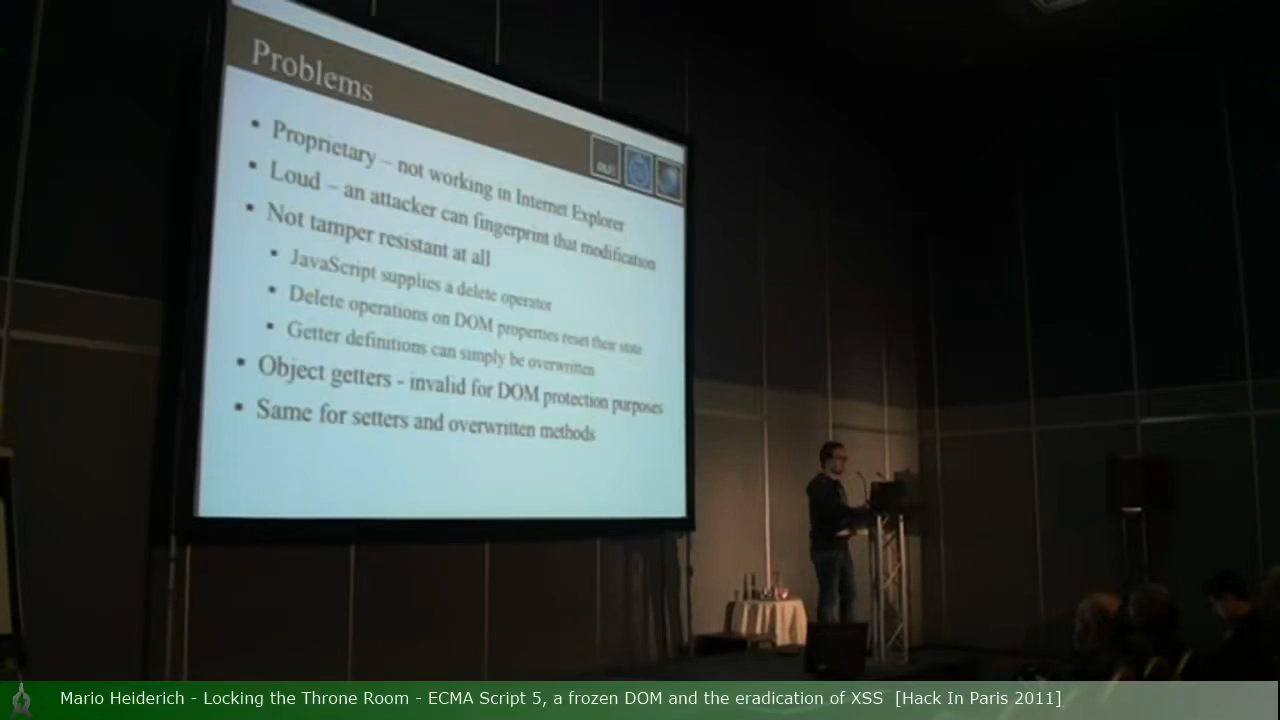 Problems
Proprietary – not working in Internet Explorer
Loud – an attacker can fingerprint that modification
Not tamper resistant at all
JavaScript supplies a delete operator
Delete operations on DOM properties reset their state
Getter definitions can simply be overwritten
Object getters - invalid for DOM protection purposes
Same for setters and overwritten methods
Mario Heiderich - Locking the Throne Room - ECMA Script 5, a frozen DOM and the eradication of XSS [Hack In Paris 2011]